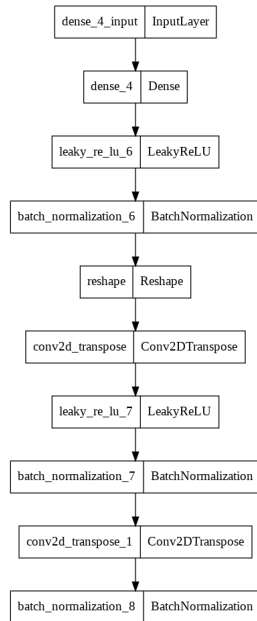 dense_4_input InputLayer
dense_4 Dense
leaky_re_lu_6 LeakyReLU
batch_normalization_6 BatchNormalization
reshape Reshape
conv2d_transpose Conv2DTranspose
leaky_re_lu_7 LeakyReLU
batch_normalization_7 BatchNormalization
conv2d_transpose_1 Conv2DTranspose
batch_normalization_8 BatchNormalization